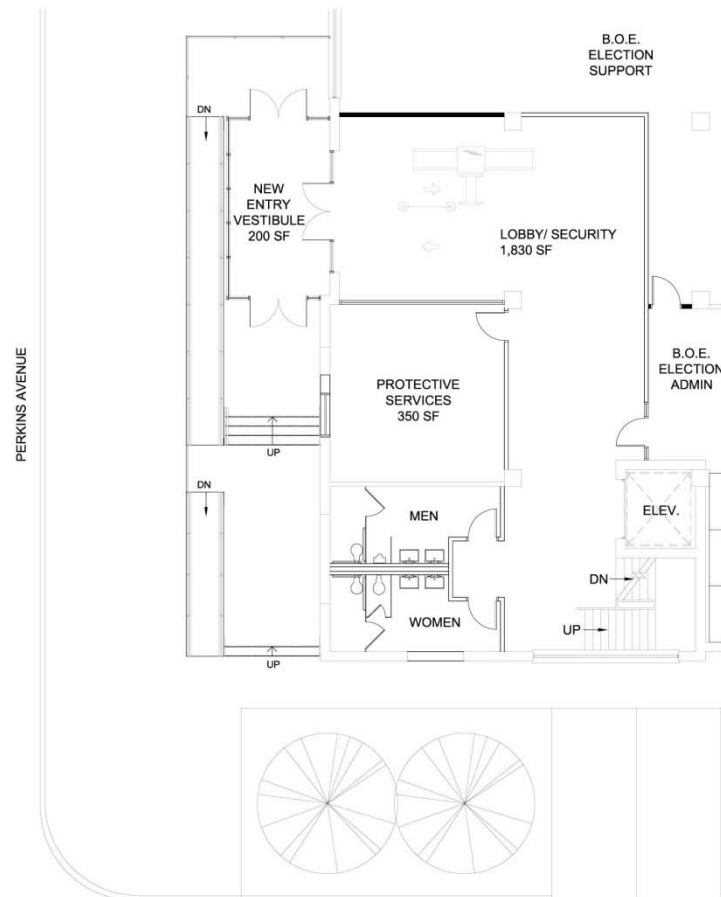 B.O.E.
ELECTION
SUPPORT
DN
NEW
ENTRY
VESTIBULE
200 SF
LOBBY/ SECURITY
1,830 SF
PERKINS AVENUE
B.O.E.
ELECTION
ADMIN
PROTECTIVE
SERVICES
350 SF
UP
DN
MEN
ELEV.
DN
WOMEN
UP
UP